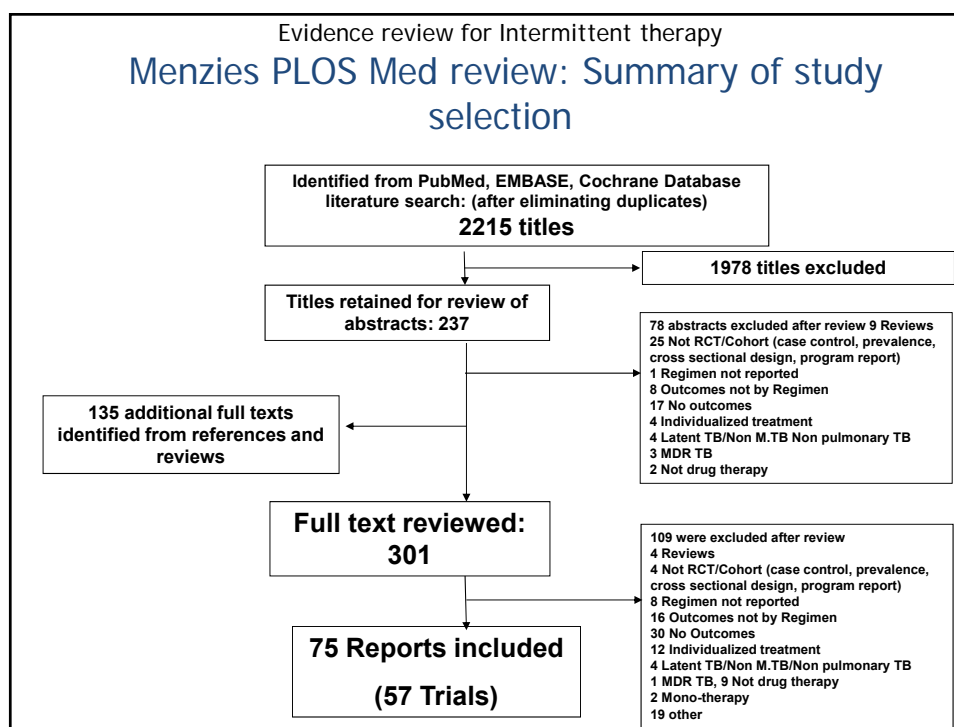 Evidence review for Intermittent therapy
Menzies PLOS Med review: Summary of study
selection
Identified from PubMed, EMBASE, Cochrane Database
literature search: (after eliminating duplicates)
2215 titles
1978 titles excluded
Titles retained for review of
abstracts: 237
78 abstracts excluded after review 9 Reviews
25 Not RCT/Cohort (case control, prevalence,
cross sectional design, program report)
1 Regimen not reported
8 Outcomes not by Regimen
17 No outcomes
4 Individualized treatment
4 Latent TB/Non M.TB Non pulmonary TB
3 MDR TB
2 Not drug therapy
135 additional full texts
identified from references and
reviews
Full text reviewed:
301
109 were excluded after review
4 Reviews
4 Not RCT/Cohort (case control, prevalence,
cross sectional design, program report)
8 Regimen not reported
16 Outcomes not by Regimen
30 No Outcomes
12 Individualized treatment
4 Latent TB/Non M.TB/Non pulmonary TB
1 MDR TB, 9 Not drug therapy
2 Mono-therapy
19 other
75 Reports included
(57 Trials)